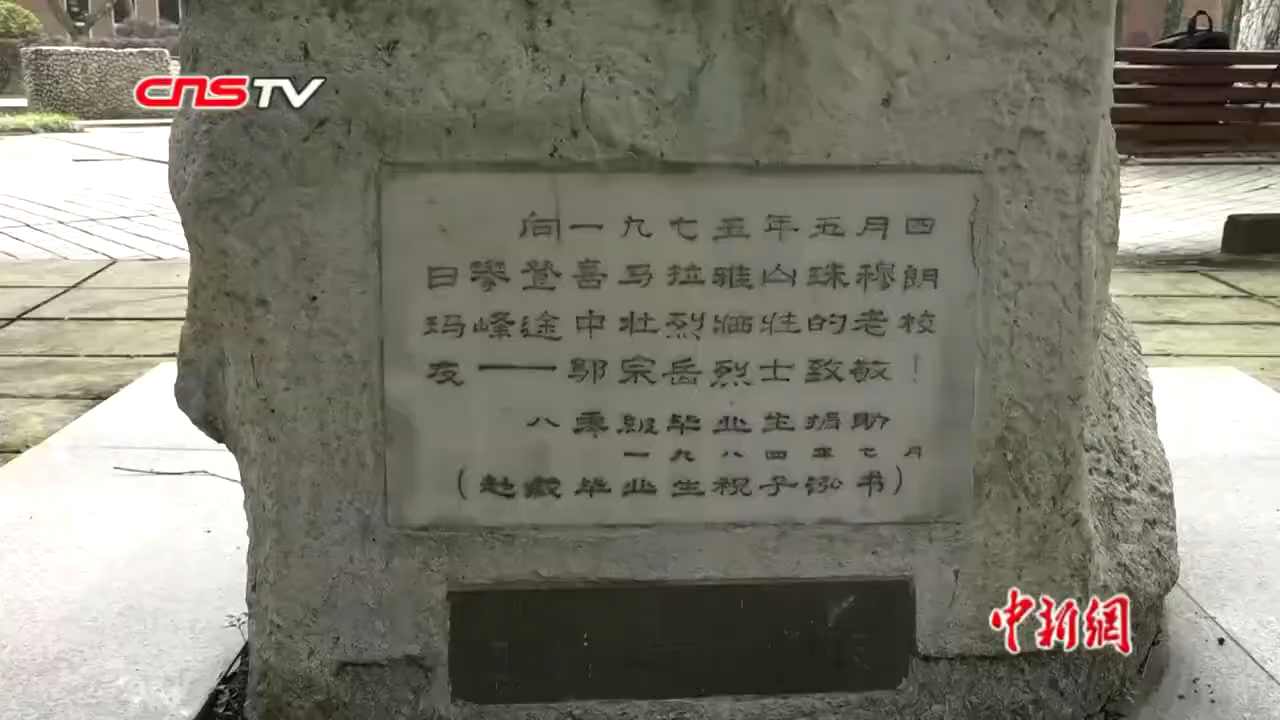 CNSTV
向一九七五年五月四
日攀登喜马拉雅山珠穆朗
玛峰途中壮烈牺牲的老校
友——邬宗岳烈士致敬!
八零级毕业生捐助
一九八四年七月
(赴藏毕业生祝子泓书)
中新網